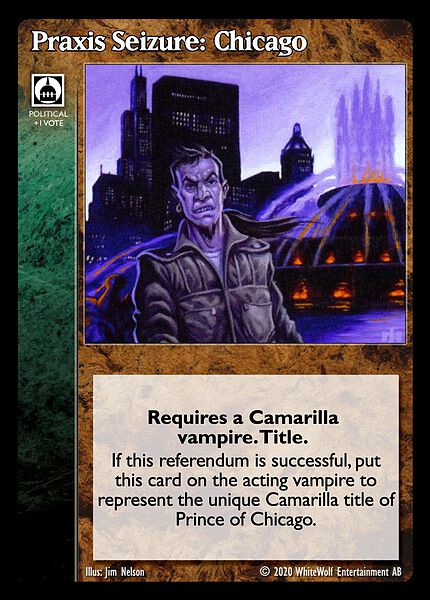 Praxis Seizure: Chicago
POLITICAL
+1 VOTE
Requires a Camarilla
vampire.Title.
If this referendum is successful, put
this card on the acting vampire to
represent the unique Camarilla title of
Prince of Chicago.
Illus: Jim Nelson
© 2020 WhiteWolf Entertainment AB